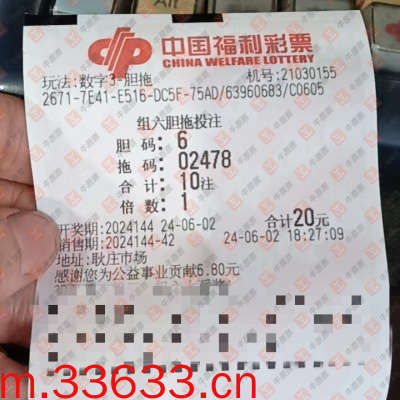 中国福利彩票
CHINA WELFARE LOTTERY
玩法:数字3-胆拖 机号:21030155
2671-7E41-E516-DC5F-75AD/63960683/C0605
组六胆拖投注
胆 码: 6
拖 码: 02478
合 计: 10注
倍 数: 1
开奖期:2024144 24-06-02 合计20元
销售期:2024144-42 24-06-02 18:27:09
地址:耿庄市场
感谢您为公益事业贡献6.80元
m.33633.cn